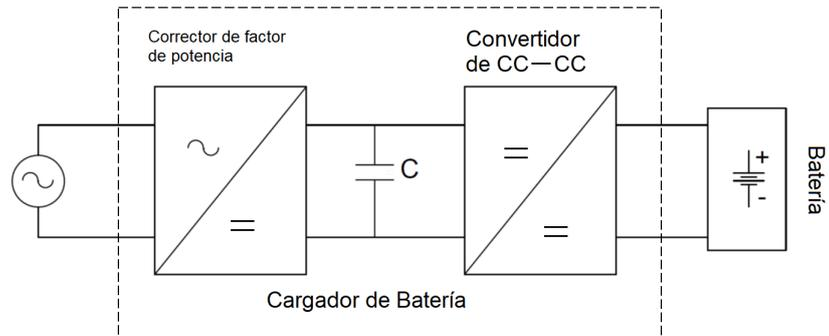 Corrector de factor
de potencia
Convertidor
de CC—CC
C
+
-
Batería
Cargador de Batería